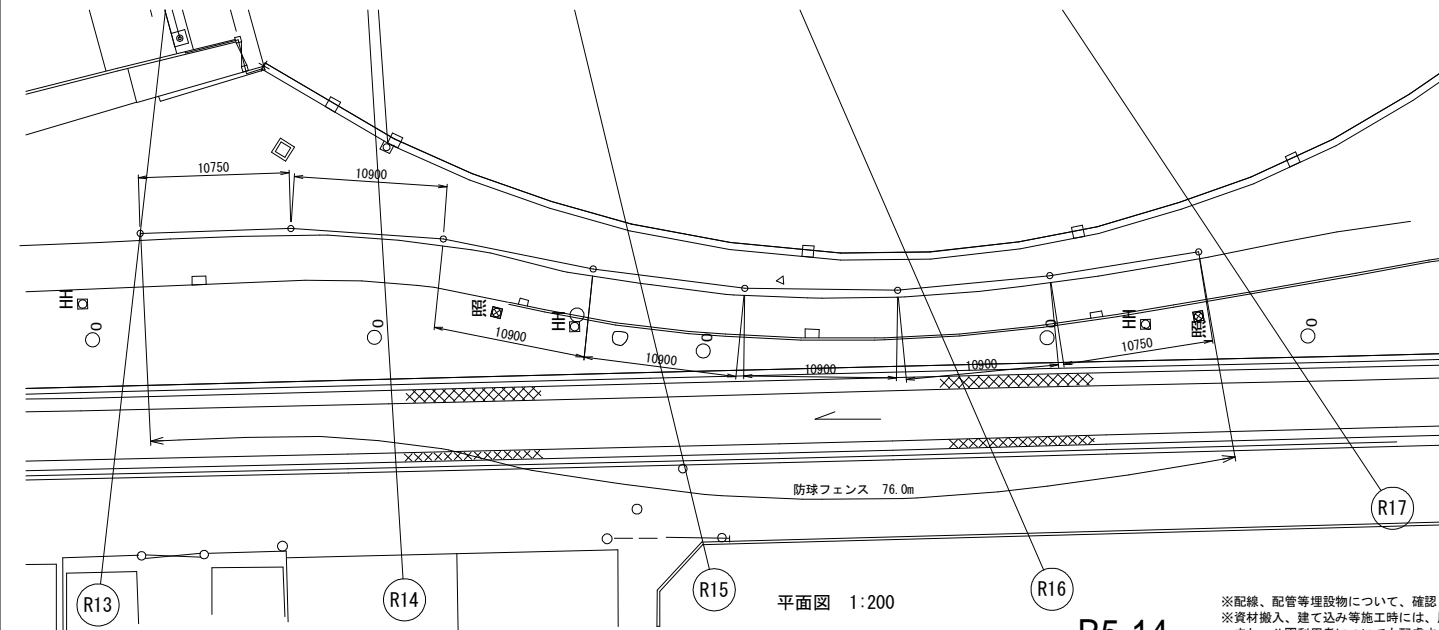 10750
10900
照
H
H
照
H
10900
10900
10900
10900
10750
防球フェンス 76.0m
R13
R14
R15
R16
R17
平面図 1:200
※配線、配管等埋設物について、確認
※資材搬入、建て込み等施工時には、